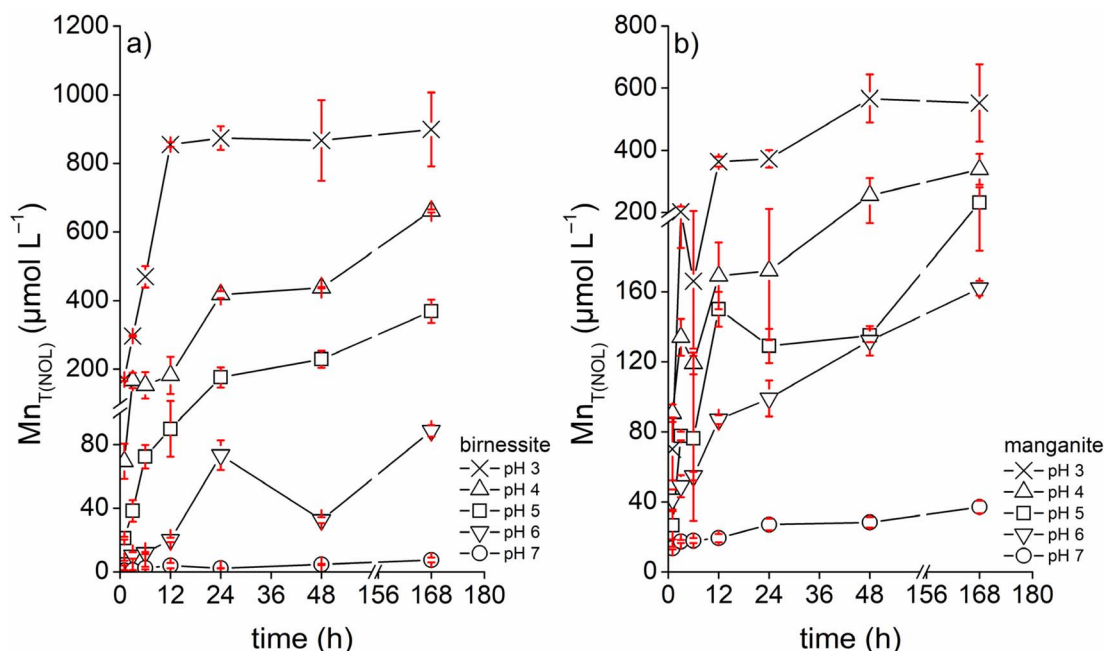 a)
Mn T(NOL) (µmol L⁻¹)
1200
1000
800
600
400
200
80
40
0
birnessite
pH 3
pH 4
pH 5
pH 6
pH 7
0 12 24 36 48 156 168 180
time (h)
b)
Mn T(NOL) (µmol L⁻¹)
800
600
400
200
160
120
80
40
0
manganite
pH 3
pH 4
pH 5
pH 6
pH 7
0 12 24 36 48 156 168 180
time (h)